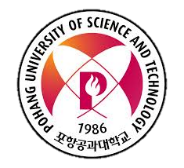 POHANG UNIVERSITY OF SCIENCE AND TECHNOLOGY
P
1986
포항공과대학교